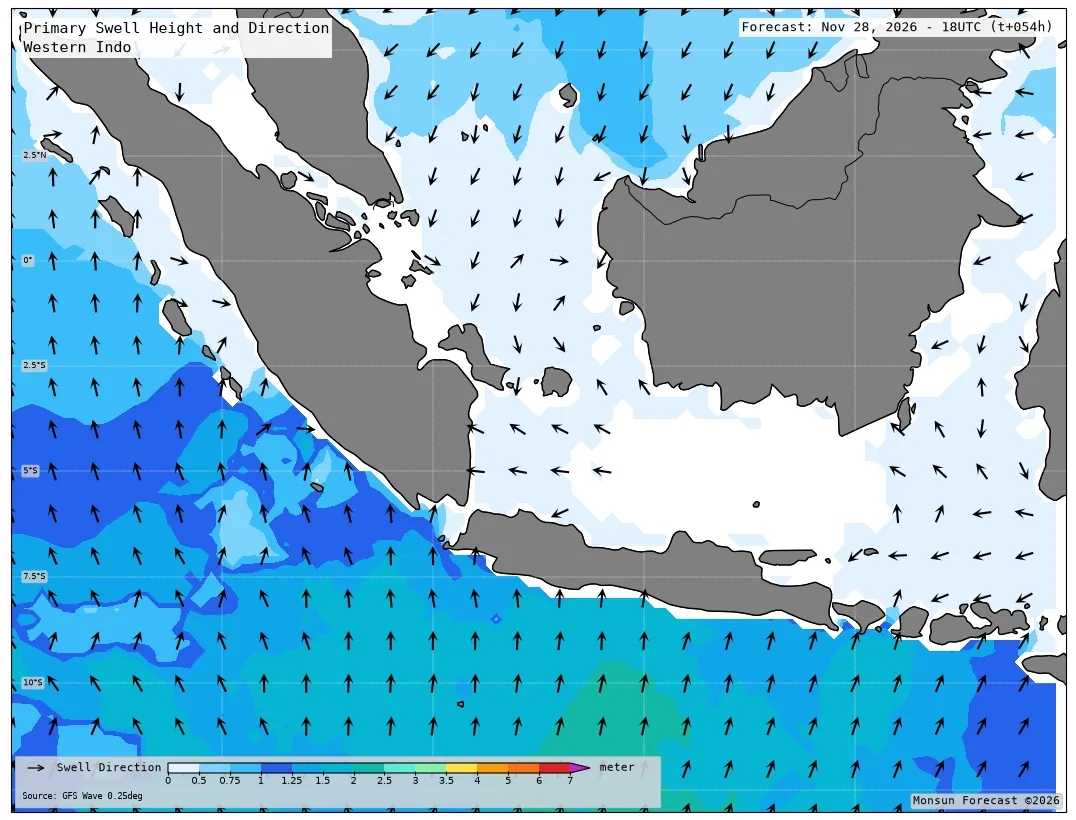 Primary Swell Height and Direction
Western Indo
Forecast: Nov 28, 2026 - 18UTC (t+054h)
2.5°N
0°
2.5°S
5°S
7.5°S
10°S
Swell Direction
0 0.5 0.75 1 1.25 1.5 2 2.5 3 3.5 4 5 6 7
meter
Source: GFS Wave 0.25deg
Monsun Forecast ©2026